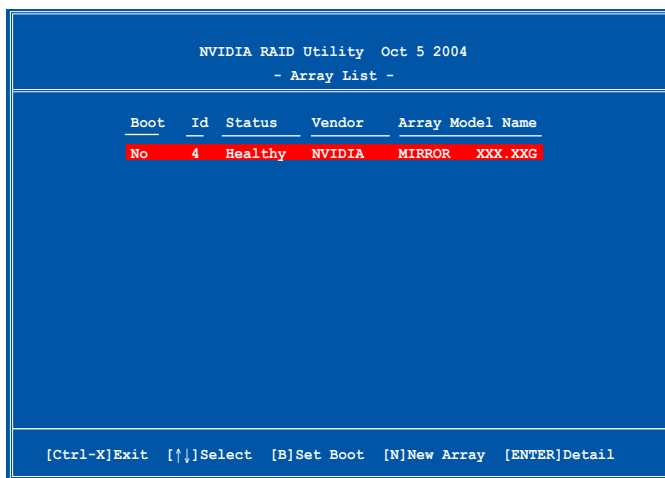 NVIDIA RAID Utility Oct 5 2004
- Array List -
Boot Id Status Vendor Array Model Name
No 4 Healthy NVIDIA MIRROR XXX.XXG
[Ctrl-X]Exit [↑↓]Select [B]Set Boot [N]New Array [ENTER]Detail